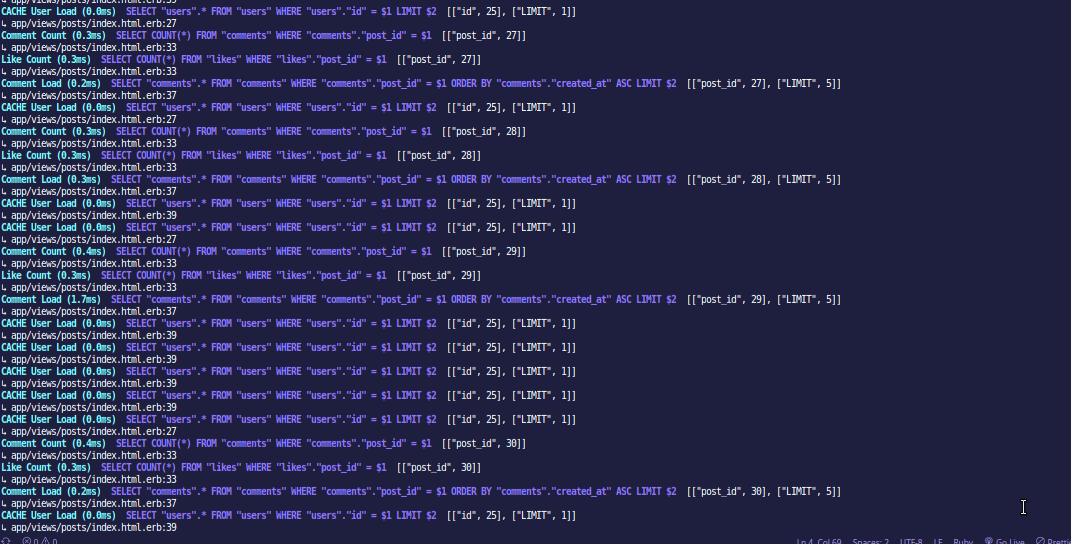 ↳ app/views/posts/index.html.erb:39
CACHE User Load (0.0ms)  SELECT "users".* FROM "users" WHERE "users"."id" = $1 LIMIT $2  [["id", 25], ["LIMIT", 1]]
↳ app/views/posts/index.html.erb:27
Comment Count (0.3ms)  SELECT COUNT(*) FROM "comments" WHERE "comments"."post_id" = $1  [["post_id", 27]]
↳ app/views/posts/index.html.erb:33
Like Count (0.3ms)  SELECT COUNT(*) FROM "likes" WHERE "likes"."post_id" = $1  [["post_id", 27]]
↳ app/views/posts/index.html.erb:33
Comment Load (0.2ms)  SELECT "comments".* FROM "comments" WHERE "comments"."post_id" = $1 ORDER BY "comments"."created_at" ASC LIMIT $2  [["post_id", 27], ["LIMIT", 5]]
↳ app/views/posts/index.html.erb:37
CACHE User Load (0.0ms)  SELECT "users".* FROM "users" WHERE "users"."id" = $1 LIMIT $2  [["id", 25], ["LIMIT", 1]]
↳ app/views/posts/index.html.erb:27
Comment Count (0.3ms)  SELECT COUNT(*) FROM "comments" WHERE "comments"."post_id" = $1  [["post_id", 28]]
↳ app/views/posts/index.html.erb:33
Like Count (0.3ms)  SELECT COUNT(*) FROM "likes" WHERE "likes"."post_id" = $1  [["post_id", 28]]
↳ app/views/posts/index.html.erb:33
Comment Load (0.3ms)  SELECT "comments".* FROM "comments" WHERE "comments"."post_id" = $1 ORDER BY "comments"."created_at" ASC LIMIT $2  [["post_id", 28], ["LIMIT", 5]]
↳ app/views/posts/index.html.erb:37
CACHE User Load (0.0ms)  SELECT "users".* FROM "users" WHERE "users"."id" = $1 LIMIT $2  [["id", 25], ["LIMIT", 1]]
↳ app/views/posts/index.html.erb:39
CACHE User Load (0.0ms)  SELECT "users".* FROM "users" WHERE "users"."id" = $1 LIMIT $2  [["id", 25], ["LIMIT", 1]]
↳ app/views/posts/index.html.erb:27
Comment Count (0.4ms)  SELECT COUNT(*) FROM "comments" WHERE "comments"."post_id" = $1  [["post_id", 29]]
↳ app/views/posts/index.html.erb:33
Like Count (0.3ms)  SELECT COUNT(*) FROM "likes" WHERE "likes"."post_id" = $1  [["post_id", 29]]
↳ app/views/posts/index.html.erb:33
Comment Load (1.7ms)  SELECT "comments".* FROM "comments" WHERE "comments"."post_id" = $1 ORDER BY "comments"."created_at" ASC LIMIT $2  [["post_id", 29], ["LIMIT", 5]]
↳ app/views/posts/index.html.erb:37
CACHE User Load (0.0ms)  SELECT "users".* FROM "users" WHERE "users"."id" = $1 LIMIT $2  [["id", 25], ["LIMIT", 1]]
↳ app/views/posts/index.html.erb:39
CACHE User Load (0.0ms)  SELECT "users".* FROM "users" WHERE "users"."id" = $1 LIMIT $2  [["id", 25], ["LIMIT", 1]]
↳ app/views/posts/index.html.erb:39
CACHE User Load (0.0ms)  SELECT "users".* FROM "users" WHERE "users"."id" = $1 LIMIT $2  [["id", 25], ["LIMIT", 1]]
↳ app/views/posts/index.html.erb:39
CACHE User Load (0.0ms)  SELECT "users".* FROM "users" WHERE "users"."id" = $1 LIMIT $2  [["id", 25], ["LIMIT", 1]]
↳ app/views/posts/index.html.erb:39
CACHE User Load (0.0ms)  SELECT "users".* FROM "users" WHERE "users"."id" = $1 LIMIT $2  [["id", 25], ["LIMIT", 1]]
↳ app/views/posts/index.html.erb:27
Comment Count (0.4ms)  SELECT COUNT(*) FROM "comments" WHERE "comments"."post_id" = $1  [["post_id", 30]]
↳ app/views/posts/index.html.erb:33
Like Count (0.3ms)  SELECT COUNT(*) FROM "likes" WHERE "likes"."post_id" = $1  [["post_id", 30]]
↳ app/views/posts/index.html.erb:33
Comment Load (0.2ms)  SELECT "comments".* FROM "comments" WHERE "comments"."post_id" = $1 ORDER BY "comments"."created_at" ASC LIMIT $2  [["post_id", 30], ["LIMIT", 5]]
↳ app/views/posts/index.html.erb:37
CACHE User Load (0.0ms)  SELECT "users".* FROM "users" WHERE "users"."id" = $1 LIMIT $2  [["id", 25], ["LIMIT", 1]]
↳ app/views/posts/index.html.erb:39
0 0 Ln 4, Col 69 Spaces: 2 UTF-8 LF Ruby Go Live